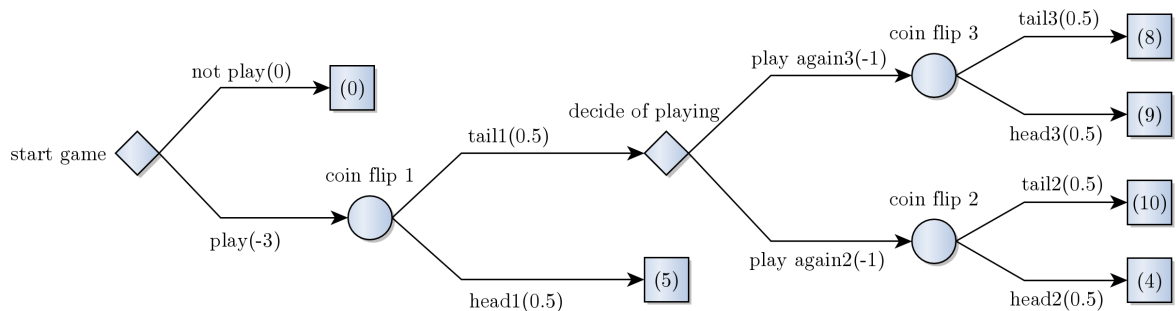 start game
not play(0)
(0)
play(-3)
coin flip 1
tail1(0.5)
head1(0.5)
(5)
decide of playing
play again3(-1)
coin flip 3
tail3(0.5)
(8)
head3(0.5)
(9)
play again2(-1)
coin flip 2
tail2(0.5)
(10)
head2(0.5)
(4)